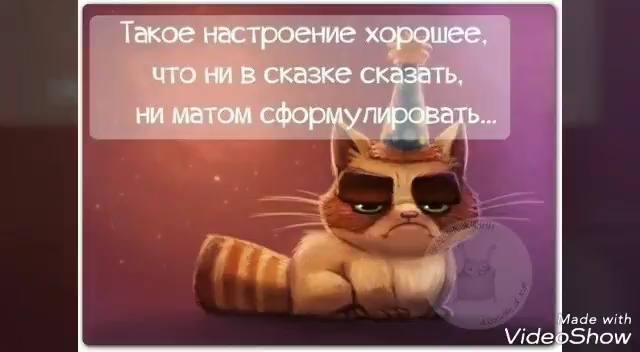 Такое настроение хорошее,
что ни в сказке сказать,
ни матом сформулировать...
Made with
VideoShow